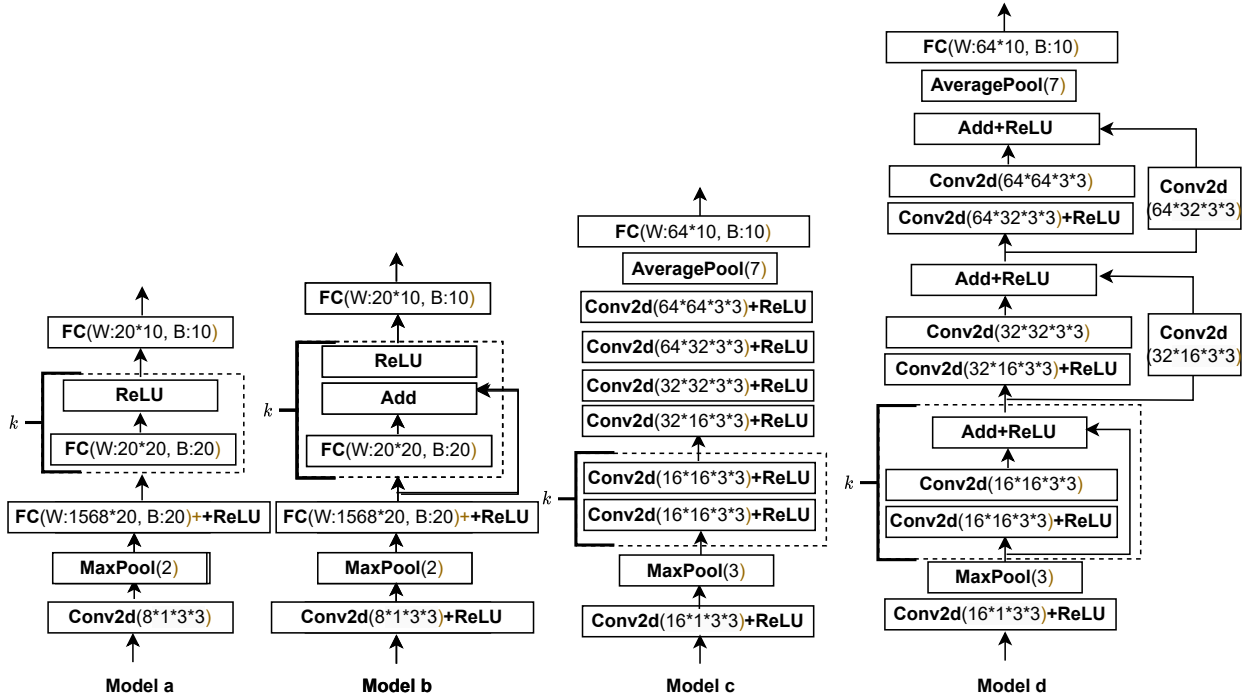 FC(W:20*10, B:10)
ReLU
k
FC(W:20*20, B:20)
FC(W:1568*20, B:20)++ReLU
MaxPool(2)
Conv2d(8*1*3*3)
Model a
FC(W:20*10, B:10)
ReLU
Add
k
FC(W:20*20, B:20)
FC(W:1568*20, B:20)++ReLU
MaxPool(2)
Conv2d(8*1*3*3)+ReLU
Model b
FC(W:64*10, B:10)
AveragePool(7)
Conv2d(64*64*3*3)+ReLU
Conv2d(64*32*3*3)+ReLU
Conv2d(32*32*3*3)+ReLU
Conv2d(32*16*3*3)+ReLU
Conv2d(16*16*3*3)+ReLU
k
Conv2d(16*16*3*3)+ReLU
MaxPool(3)
Conv2d(16*1*3*3)+ReLU
Model c
FC(W:64*10, B:10)
AveragePool(7)
Add+ReLU
Conv2d(64*64*3*3)
Conv2d
(64*32*3*3)
Conv2d(64*32*3*3)+ReLU
Add+ReLU
Conv2d(32*32*3*3)
Conv2d
(32*16*3*3)
Conv2d(32*16*3*3)+ReLU
Add+ReLU
k
Conv2d(16*16*3*3)
Conv2d(16*16*3*3)+ReLU
MaxPool(3)
Conv2d(16*1*3*3)+ReLU
Model d